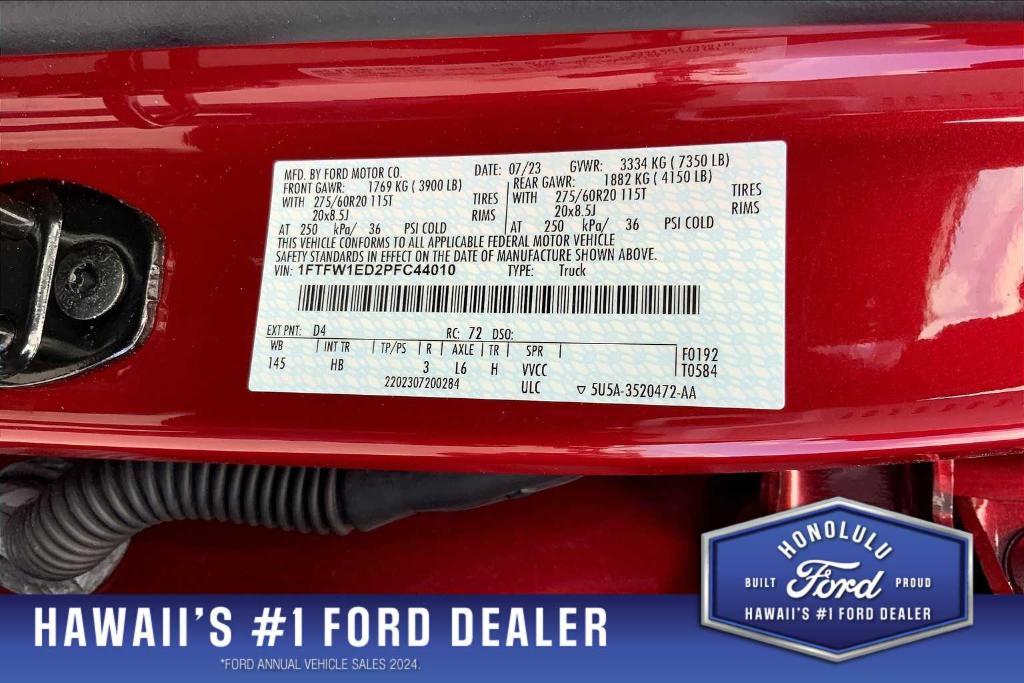 MFD. BY FORD MOTOR CO. DATE: 07/23 GVWR: 3334 KG ( 7350 LB)
FRONT GAWR: 1769 KG ( 3900 LB) REAR GAWR: 1882 KG ( 4150 LB)
WITH 275/60R20 115T TIRES 275/60R20 115T TIRES
20x8.5J RIMS 20x8.5J RIMS
AT 250 kPa/ 36 PSI COLD AT 250 kPa/ 36 PSI COLD
THIS VEHICLE CONFORMS TO ALL APPLICABLE FEDERAL MOTOR VEHICLE
SAFETY STANDARDS IN EFFECT ON THE DATE OF MANUFACTURE SHOWN ABOVE.
VIN: 1FTFW1ED2PFC44010 TYPE: Truck
EXT PNT: D4 RC: 72 DSO:
WB INT TR TP/PS R AXLE TR SPR F0192
145 HB 3 L6 H VVCC T0584
2202307200284 ULC ▽ 5U5A-3520472-AA
HONOLULU
BUILT Ford PROUD
HAWAII'S #1 FORD DEALER
HAWAII'S #1 FORD DEALER
*FORD ANNUAL VEHICLE SALES 2024.